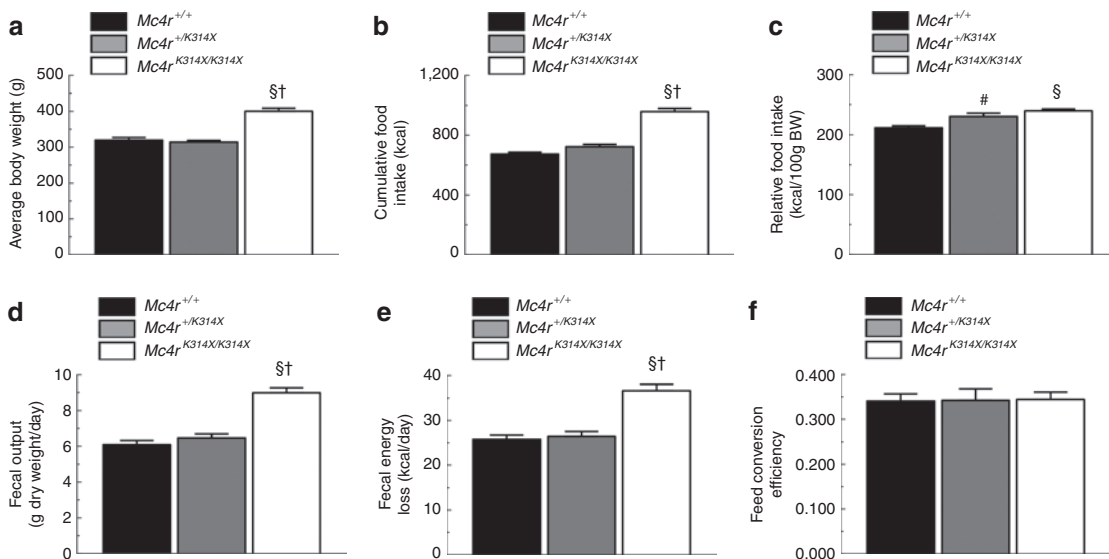 a
Mc4r+/+
Mc4r+/K314X
Mc4rK314X/K314X
Average body weight (g)
500
400
300
200
100
0
§†
b
Mc4r+/+
Mc4r+/K314X
Mc4rK314X/K314X
Cumulative food
intake (kcal)
1,200
900
600
300
0
§†
c
Mc4r+/+
Mc4r+/K314X
Mc4rK314X/K314X
Relative food intake
(kcal/100g BW)
300
200
100
0
#
§
d
Mc4r+/+
Mc4r+/K314X
Mc4rK314X/K314X
Fecal output
(g dry weight/day)
10
8
6
4
2
0
§†
e
Mc4r+/+
Mc4r+/K314X
Mc4rK314X/K314X
Fecal energy
loss (kcal/day)
40
30
20
10
0
§†
f
Mc4r+/+
Mc4r+/K314X
Mc4rK314X/K314X
Feed conversion
efficiency
0.400
0.300
0.200
0.100
0.000